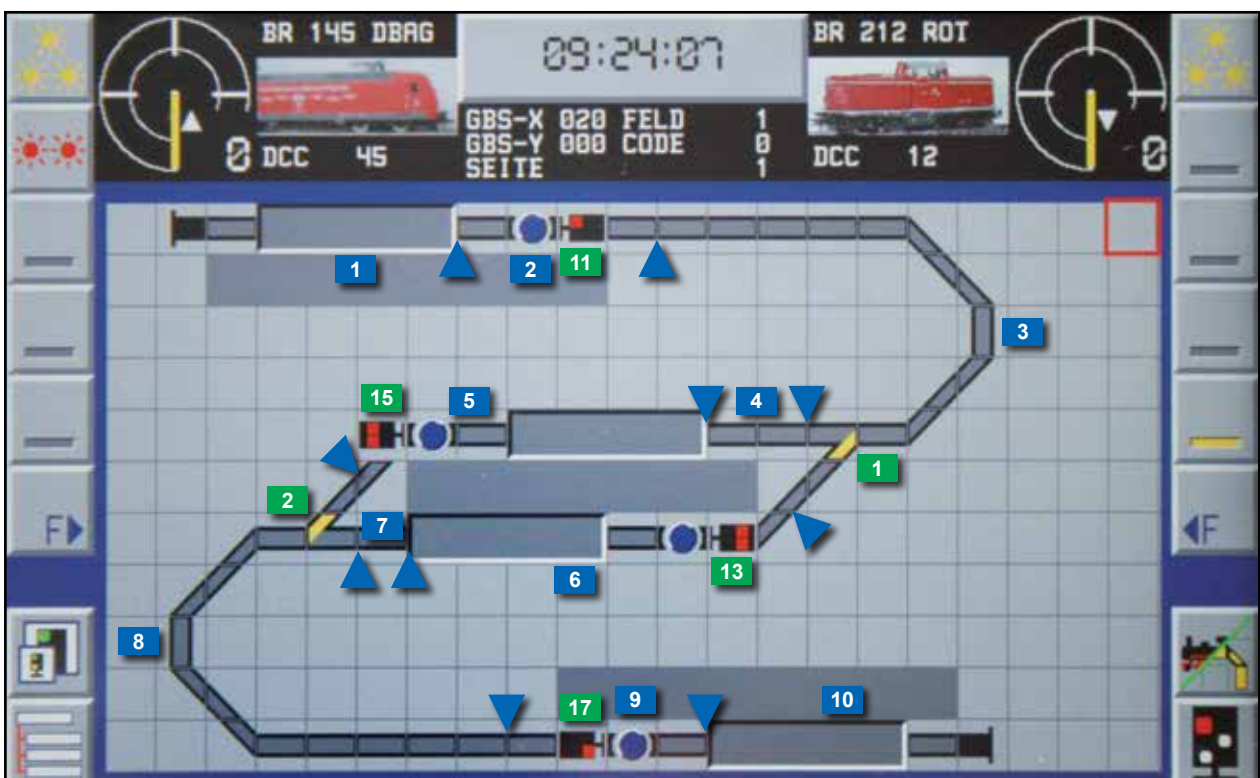 BR 145 DBAG
09:24:07
BR 212 ROT
GBS-X 020 FELD 1
GBS-Y 000 CODE 0
SEITE 1
0 DCC 45
DCC 12 0
1
2
11
3
15
5
4
2
7
1
6
13
8
17
9
10
F
F